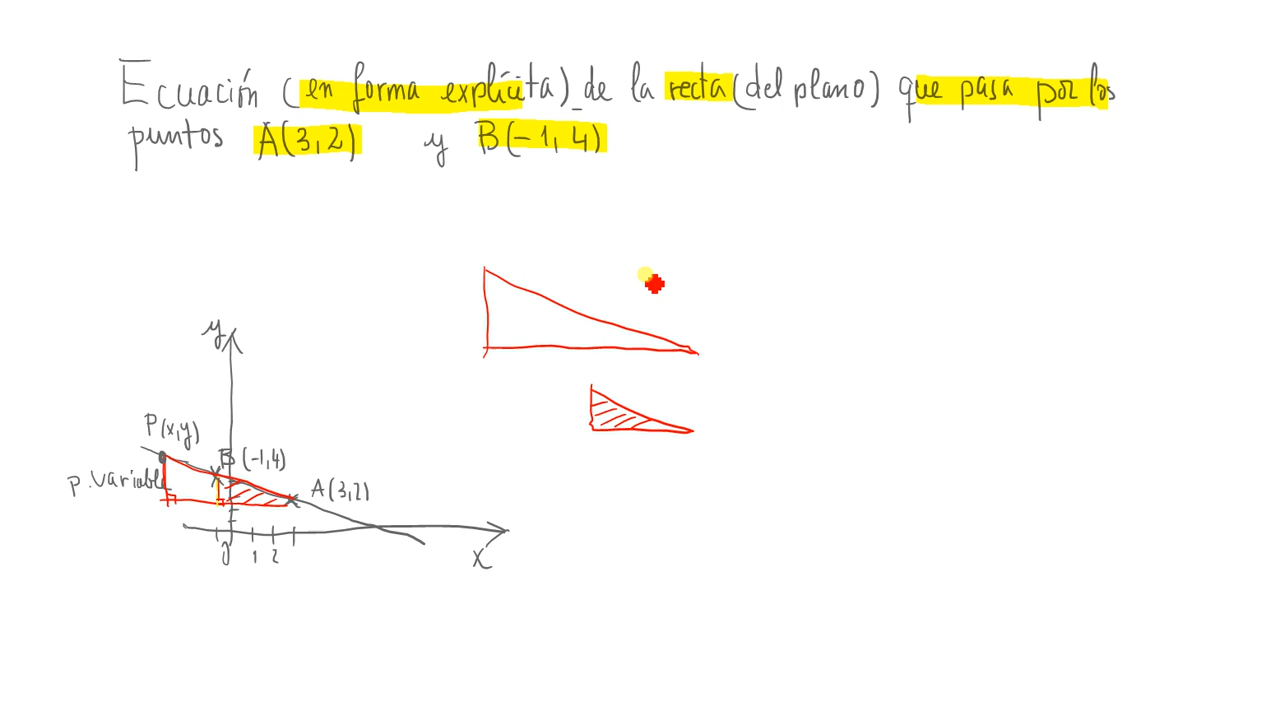 Ecuación (en forma explícita) de la recta (del plano) que pasa por los
puntos A(3,2) y B(-1,4)
y
P(x,y)
B(-1,4)
p. variable
A(3,2)
0 1 2
x